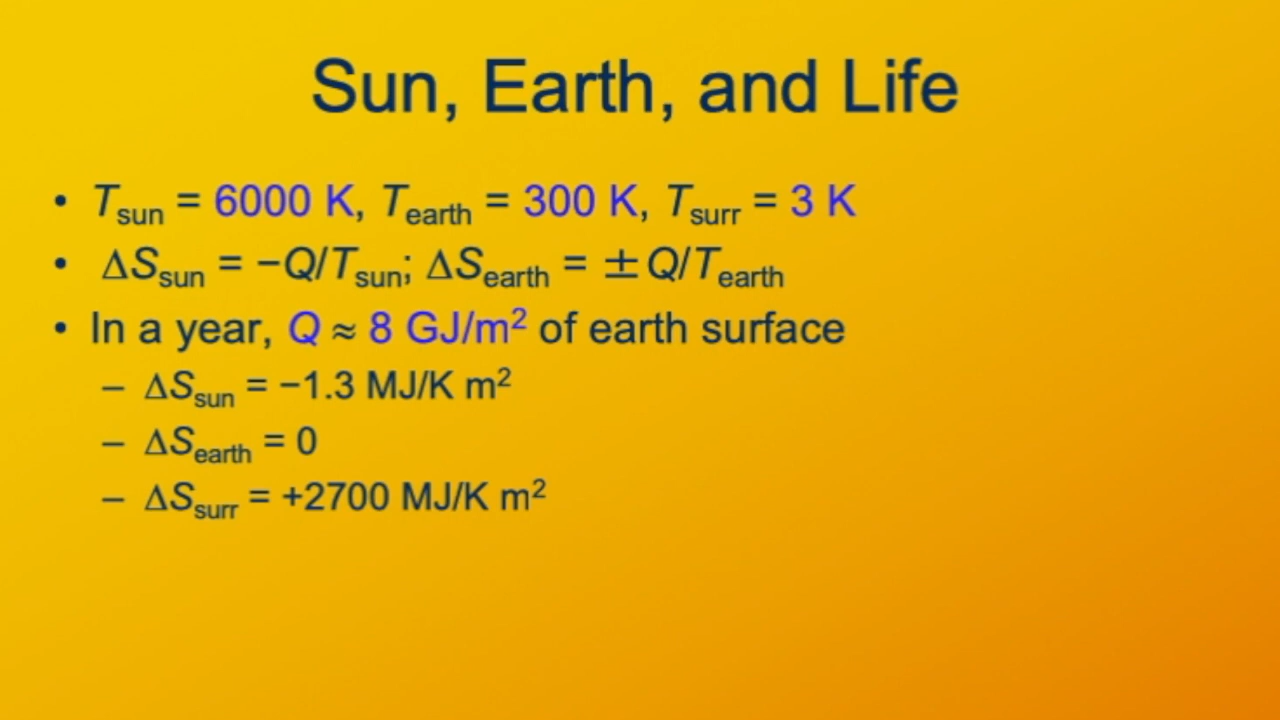 Sun, Earth, and Life
• Tsun = 6000 K, Tearth = 300 K, Tsurr = 3 K
• ΔSsun = −Q/Tsun; ΔSearth = ±Q/Tearth
• In a year, Q ≈ 8 GJ/m² of earth surface
– ΔSsun = −1.3 MJ/K m²
– ΔSearth = 0
– ΔSsurr = +2700 MJ/K m²